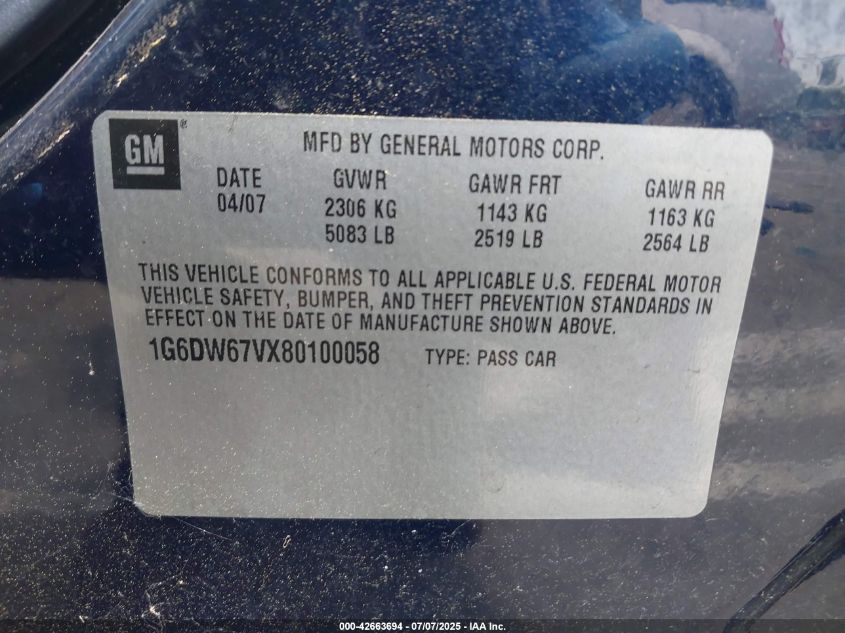 GM ®
MFD BY GENERAL MOTORS CORP.
DATE GVWR GAWR FRT GAWR RR
04/07 2306 KG 1143 KG 1163 KG
5083 LB 2519 LB 2564 LB
THIS VEHICLE CONFORMS TO ALL APPLICABLE U.S. FEDERAL MOTOR
VEHICLE SAFETY, BUMPER, AND THEFT PREVENTION STANDARDS IN
EFFECT ON THE DATE OF MANUFACTURE SHOWN ABOVE.
1G6DW67VX80100058 TYPE: PASS CAR
000-42663694 - 07/07/2025 - IAA Inc.